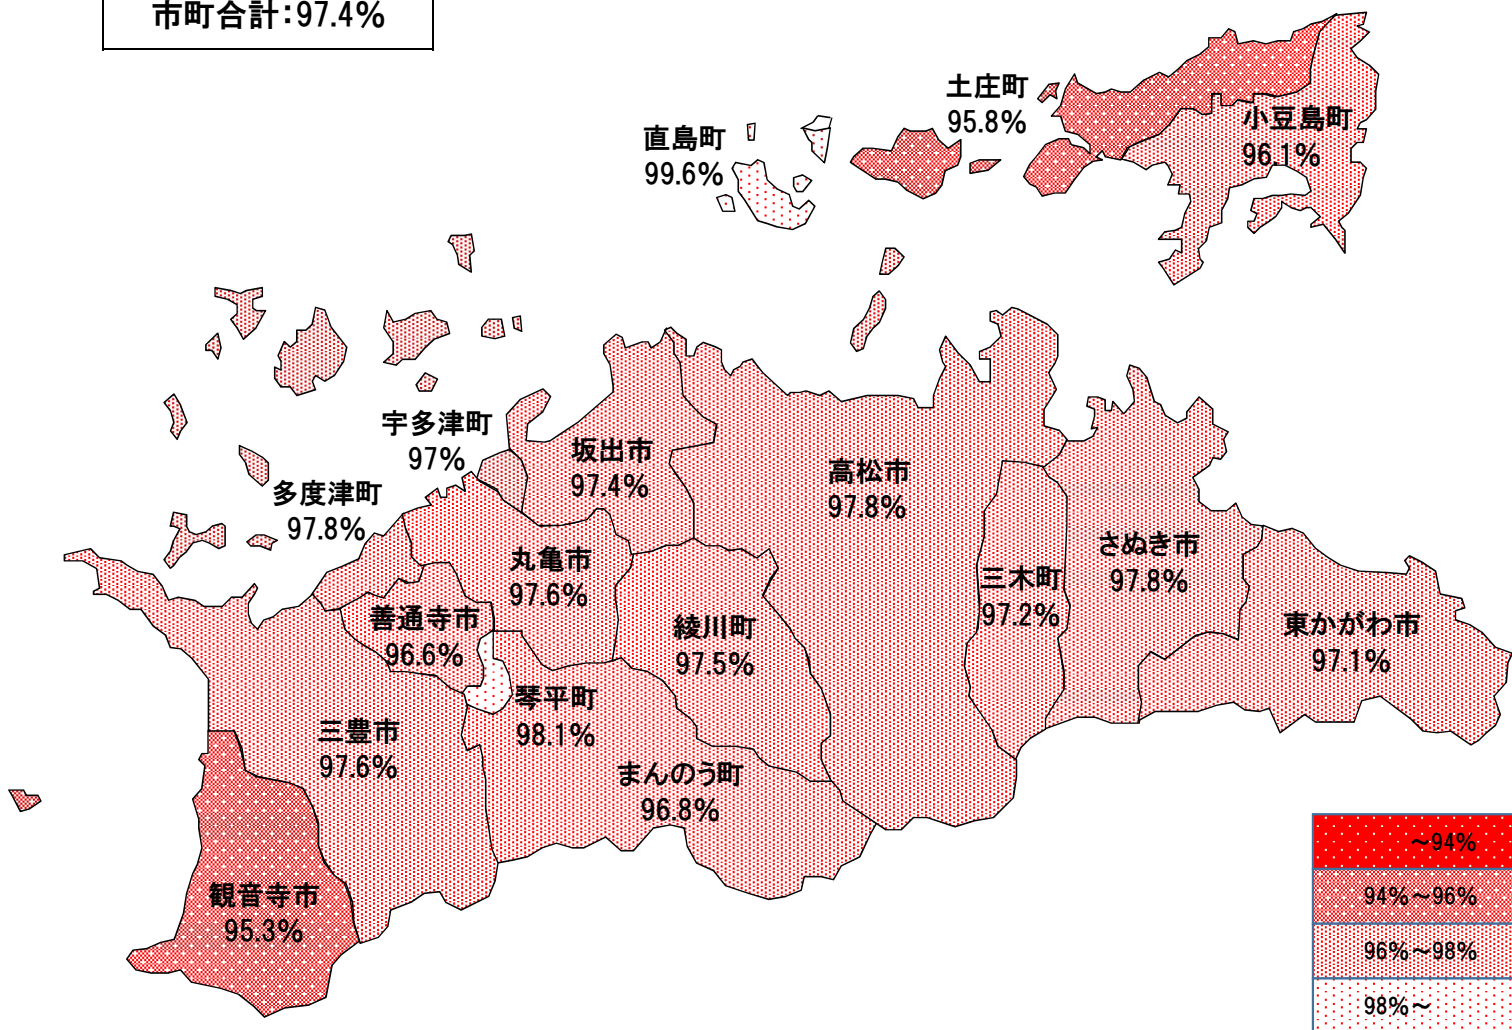 市町合計：97.4%
土庄町
95.8%
小豆島町
96.1%
直島町
99.6%
宇多津町
97%
坂出市
97.4%
高松市
97.8%
多度津町
97.8%
丸亀市
97.6%
さぬき市
97.8%
三木町
97.2%
善通寺市
96.6%
綾川町
97.5%
東かがわ市
97.1%
琴平町
98.1%
三豊市
97.6%
まんのう町
96.8%
観音寺市
95.3%
～94%
94%～96%
96%～98%
98%～